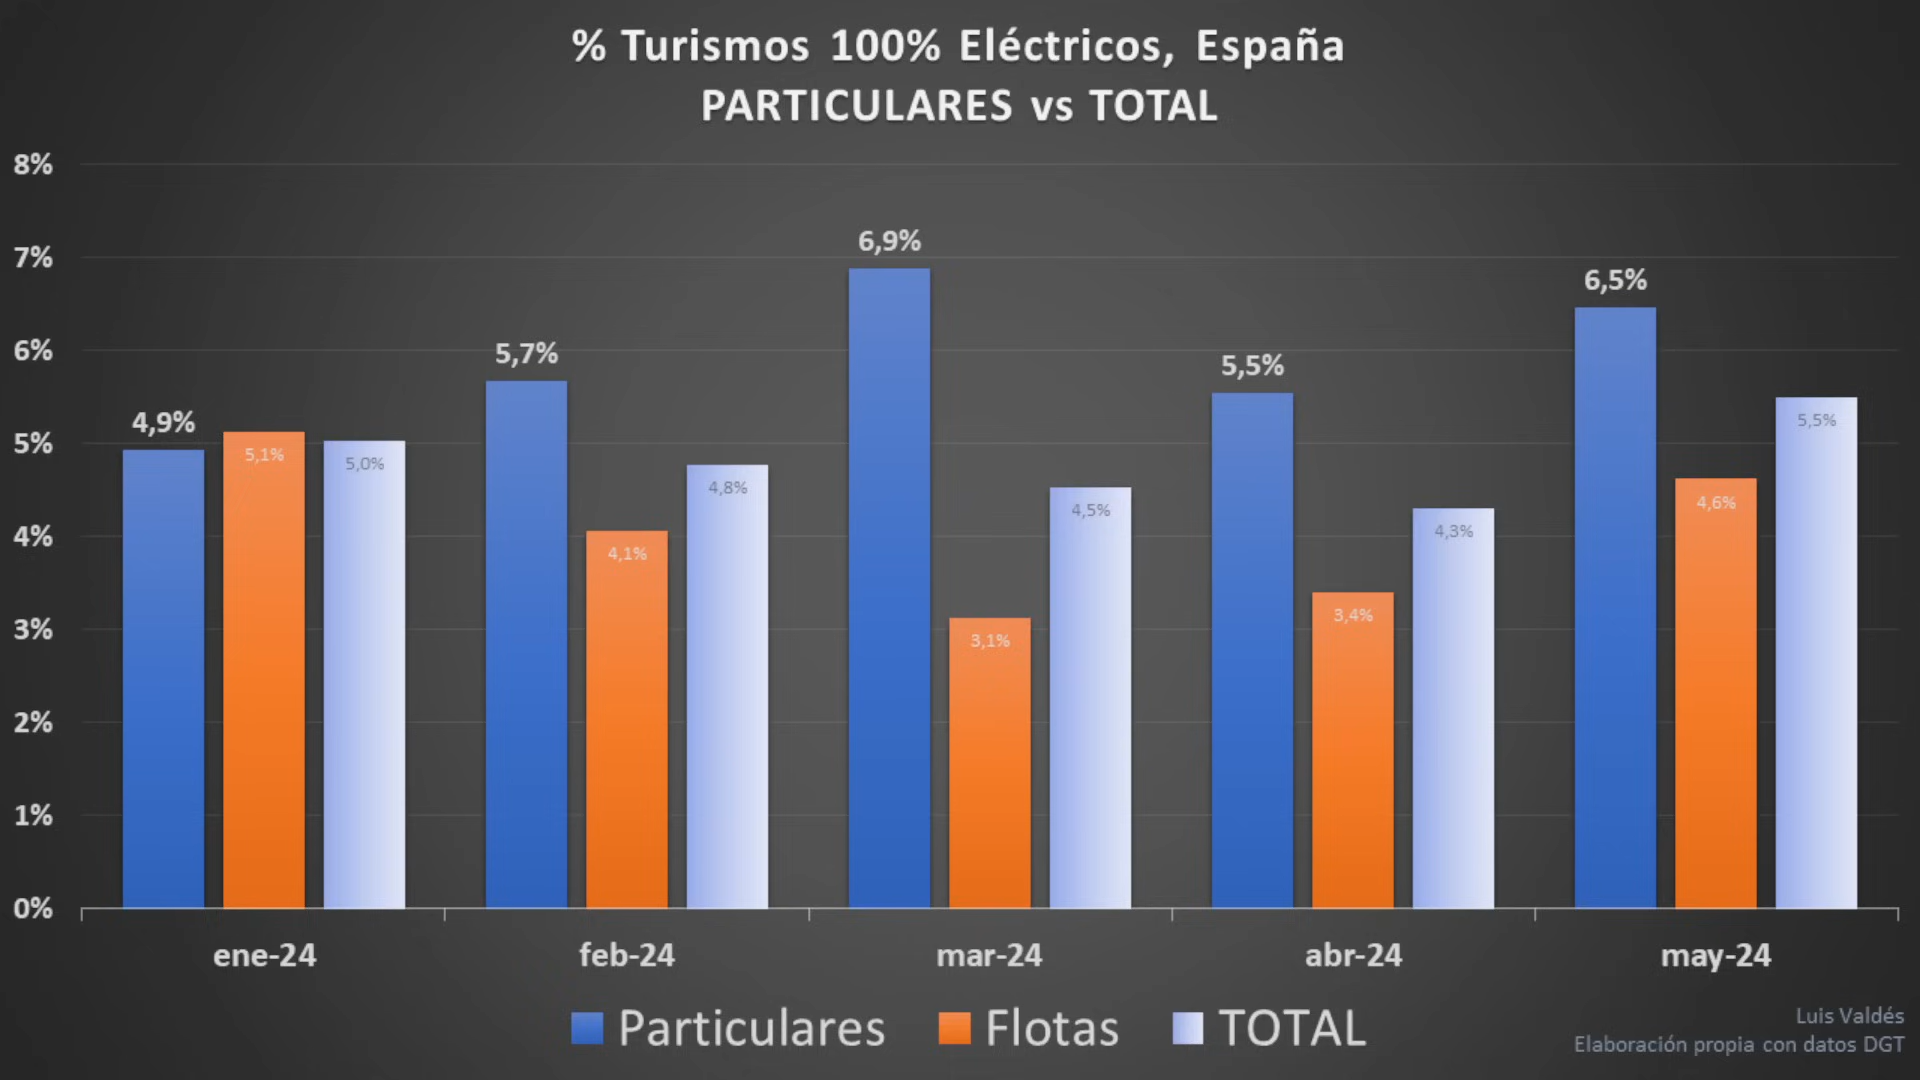 % Turismos 100% Eléctricos, España
PARTICULARES vs TOTAL
8%
7%
6%
5%
4%
3%
2%
1%
0%
4,9%
5,1%
5,0%
5,7%
4,1%
4,8%
6,9%
3,1%
4,5%
5,5%
3,4%
4,3%
6,5%
4,6%
5,5%
ene-24
feb-24
mar-24
abr-24
may-24
Particulares
Flotas
TOTAL
Luis Valdés
Elaboración propia con datos DGT